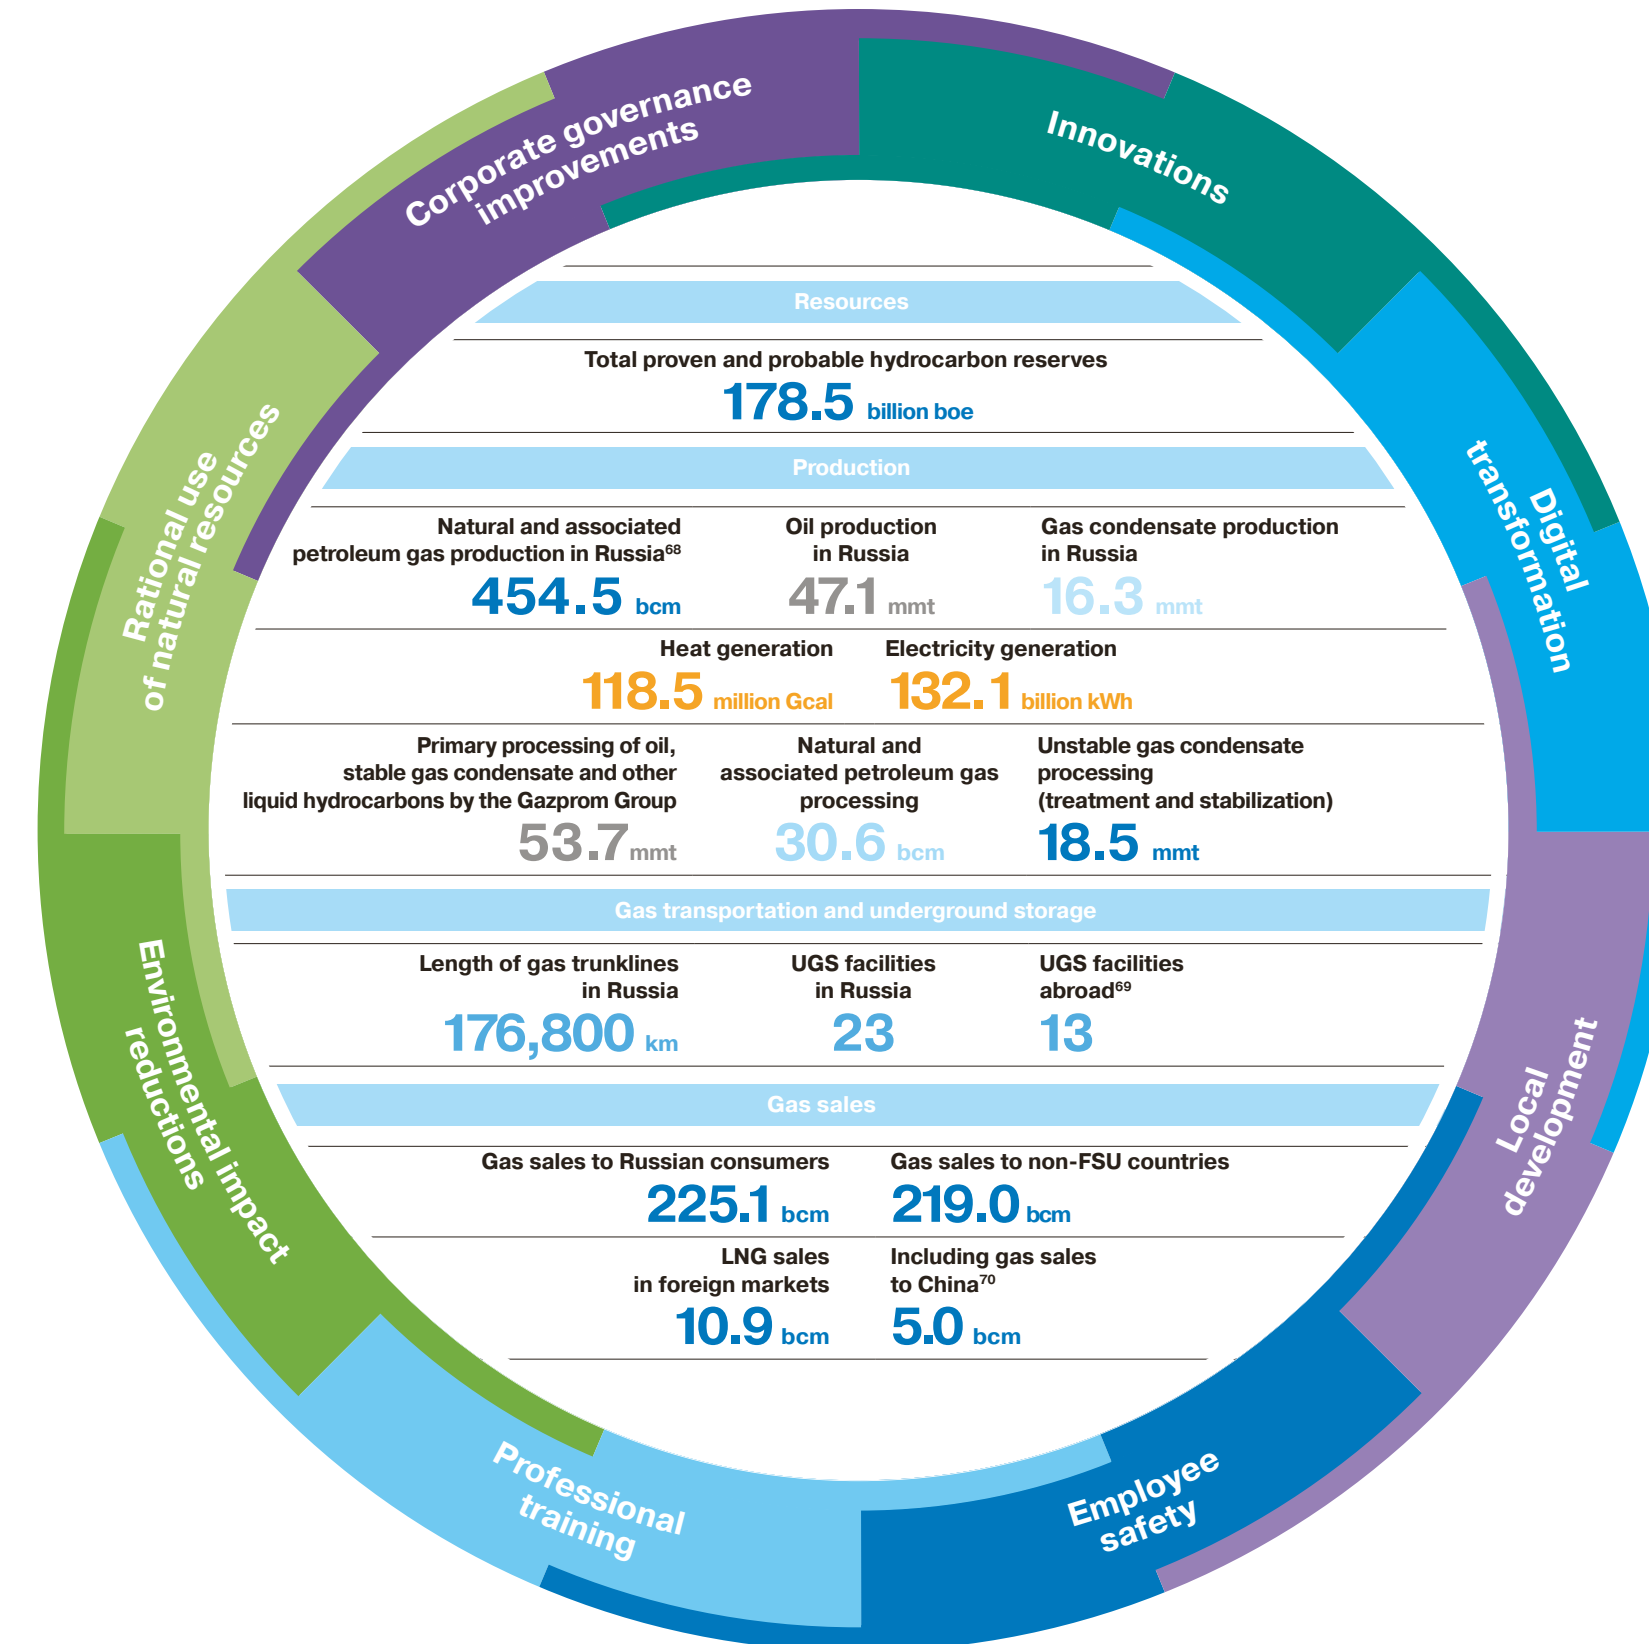 Corporate governance
improvements
Innovations
Digital
transformation
Local
development
Employee
safety
Professional
training
Environmental impact
reductions
Rational use
of natural resources
Resources
Total proven and probable hydrocarbon reserves
178.5 billion boe
Production
Natural and associated
petroleum gas production in Russia⁶⁸
454.5 bcm
Oil production
in Russia
47.1 mmt
Gas condensate production
in Russia
16.3 mmt
Heat generation
118.5 million Gcal
Electricity generation
132.1 billion kWh
Primary processing of oil,
stable gas condensate and other
liquid hydrocarbons by the Gazprom Group
53.7 mmt
Natural and
associated petroleum gas
processing
30.6 bcm
Unstable gas condensate
processing
(treatment and stabilization)
18.5 mmt
Gas transportation and underground storage
Length of gas trunklines
in Russia
176,800 km
UGS facilities
in Russia
23
UGS facilities
abroad⁶⁹
13
Gas sales
Gas sales to Russian consumers
225.1 bcm
Gas sales to non-FSU countries
219.0 bcm
LNG sales
in foreign markets
10.9 bcm
Including gas sales
to China⁷⁰
5.0 bcm